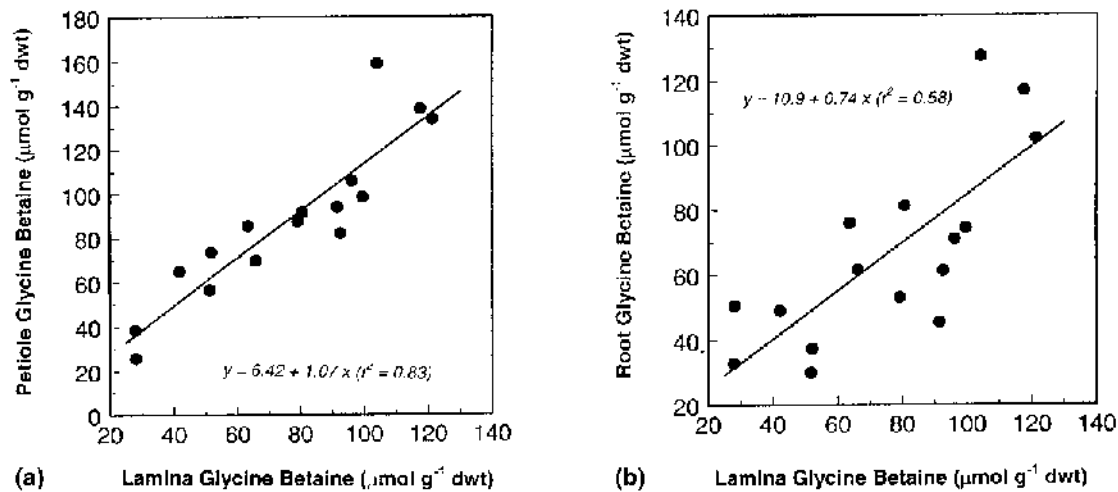 180
160
140
120
100
80
60
40
20
0
Petiole Glycine Betaine (μmol g⁻¹ dwt)
y = 6.42 + 1.07 x (r² = 0.83)
20 40 60 80 100 120 140
(a) Lamina Glycine Betaine (μmol g⁻¹ dwt)
140
120
100
80
60
40
20
Root Glycine Betaine (μmol g⁻¹ dwt)
y = 10.9 + 0.74 x (r² = 0.58)
20 40 60 80 100 120 140
(b) Lamina Glycine Betaine (μmol g⁻¹ dwt)